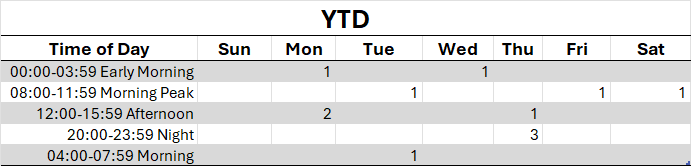 YTD
Time of Day Sun Mon Tue Wed Thu Fri Sat
00:00-03:59 Early Morning 1 1
08:00-11:59 Morning Peak 1 1 1
12:00-15:59 Afternoon 2 1
20:00-23:59 Night 3
04:00-07:59 Morning 1